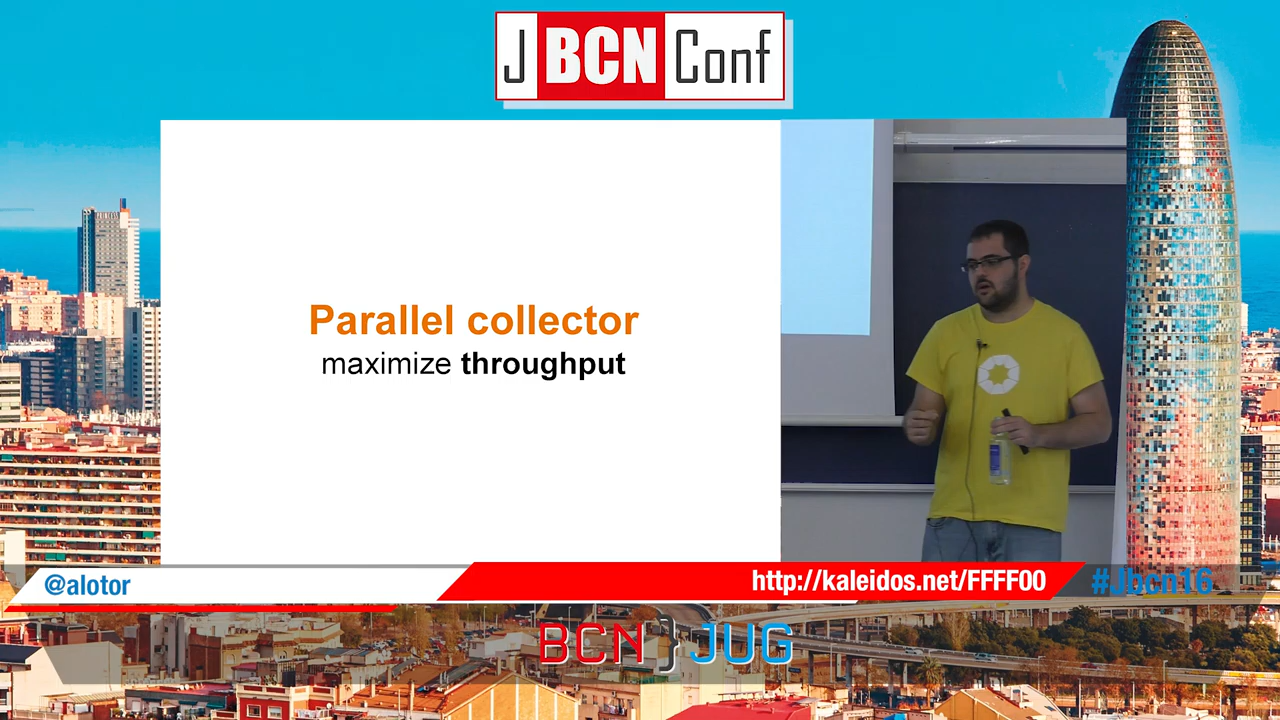 J BCN Conf
Parallel collector
maximize throughput
@alotor
http://kaleidos.net/FFFF00
#Jbcn16
BCN JUG